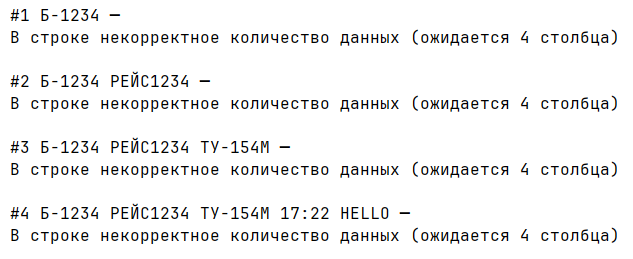 #1 Б-1234 —
В строке некорректное количество данных (ожидается 4 столбца)
#2 Б-1234 РЕЙС1234 —
В строке некорректное количество данных (ожидается 4 столбца)
#3 Б-1234 РЕЙС1234 ТУ-154М —
В строке некорректное количество данных (ожидается 4 столбца)
#4 Б-1234 РЕЙС1234 ТУ-154М 17:22 HELLO —
В строке некорректное количество данных (ожидается 4 столбца)